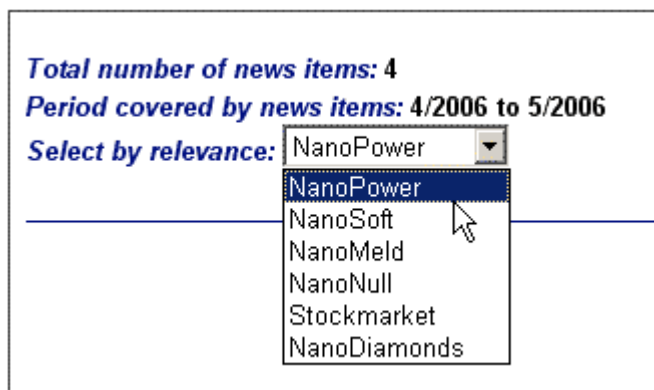 Total number of news items: 4
Period covered by news items: 4/2006 to 5/2006
Select by relevance: NanoPower
NanoPower
NanoSoft
NanoMeld
NanoNull
Stockmarket
NanoDiamonds